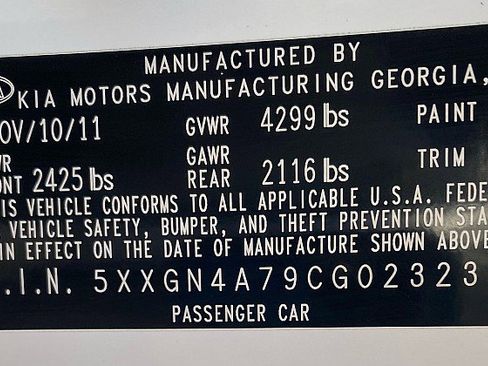 MANUFACTURED BY
KIA MOTORS MANUFACTURING GEORGIA,
OV/10/11 GVWR 4299 lbs PAINT
WR GAWR
ONT 2425 lbs REAR 2116 lbs TRIM
IS VEHICLE CONFORMS TO ALL APPLICABLE U.S.A. FEDE
VEHICLE SAFETY, BUMPER, AND THEFT PREVENTION STA
IN EFFECT ON THE DATE OF MANUFACTURE SHOWN ABOVE
.I.N. 5XXGN4A79CG02323
PASSENGER CAR